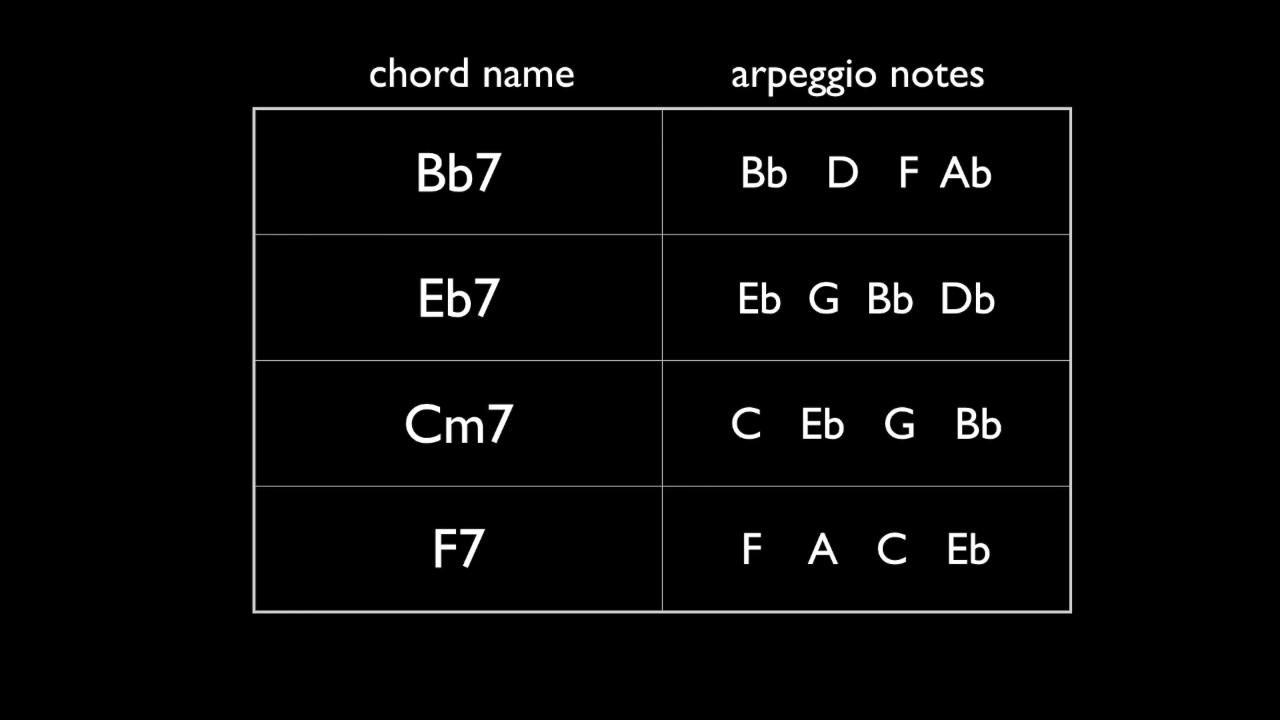 chord name arpeggio notes
Bb7 Bb D F Ab
Eb7 Eb G Bb Db
Cm7 C Eb G Bb
F7 F A C Eb